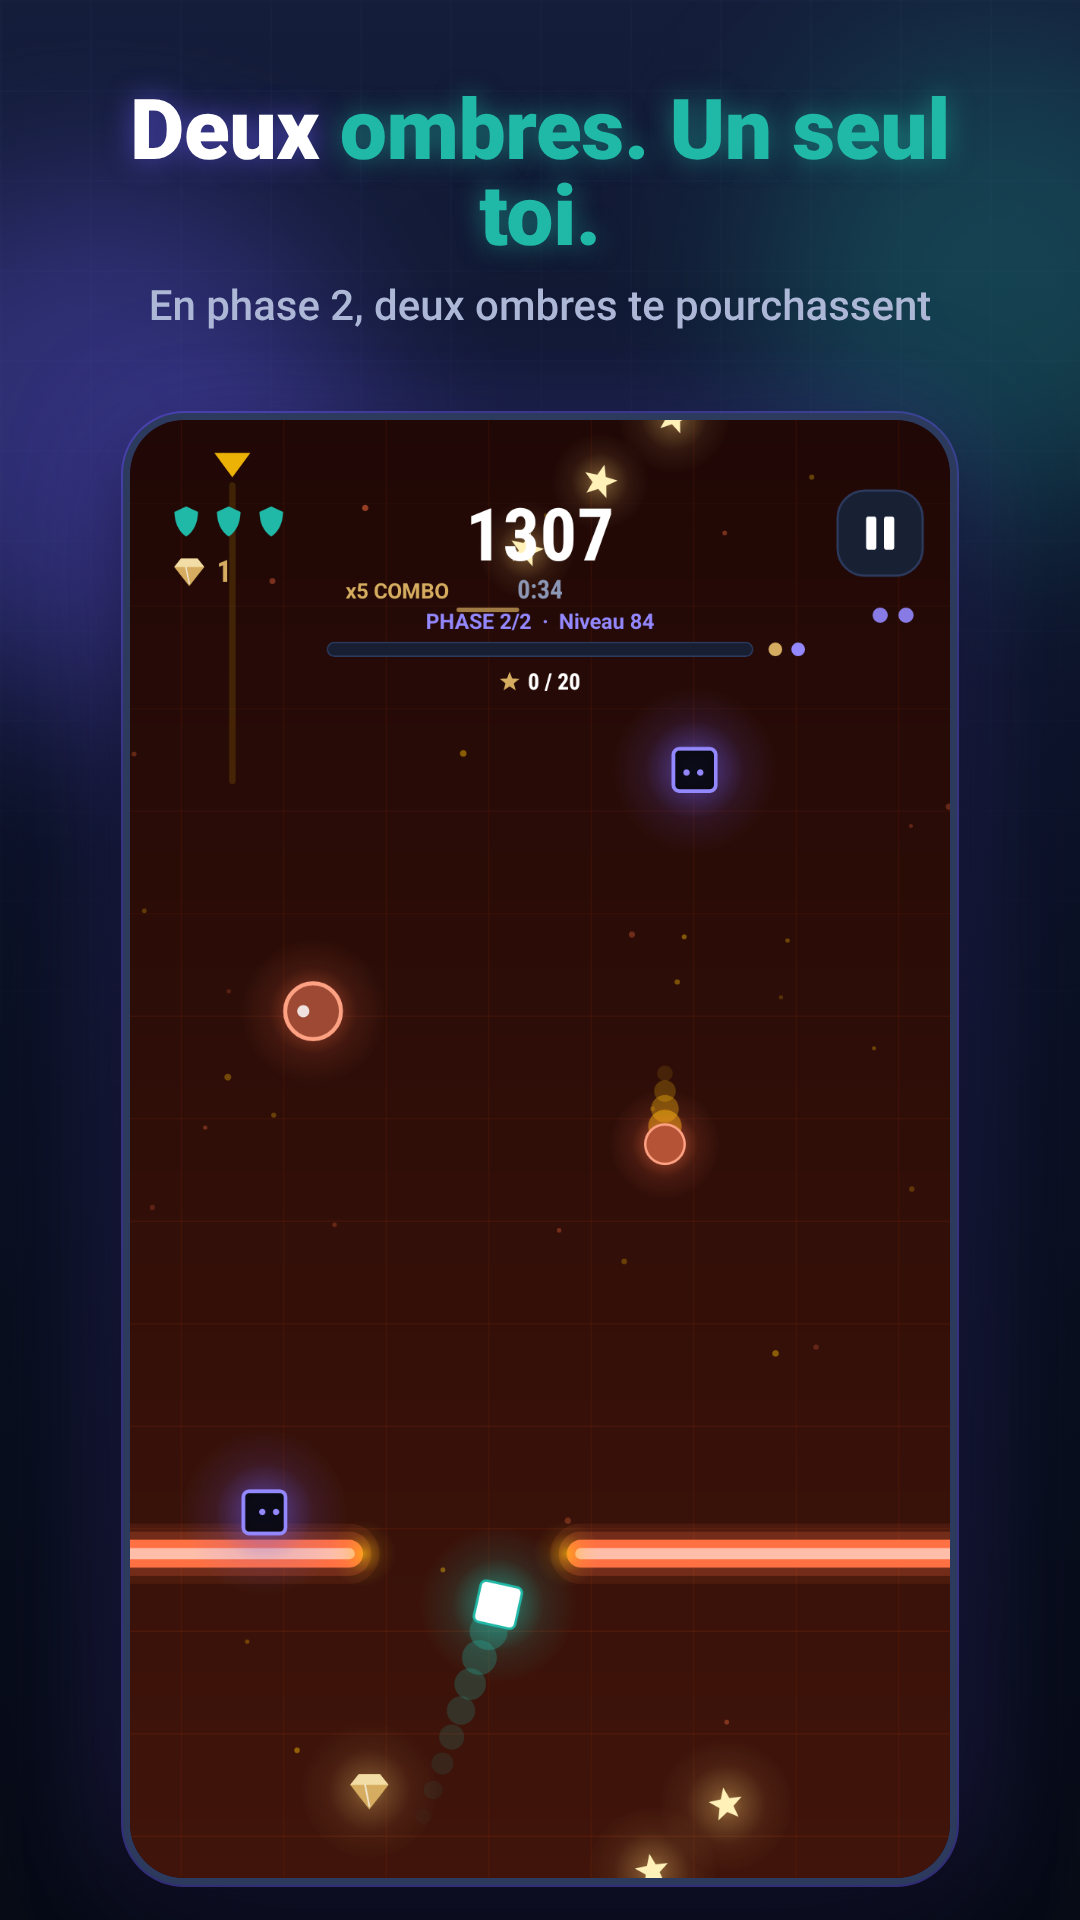 Deux ombres. Un seul
toi.
En phase 2, deux ombres te pourchassent
1307
1
x5 COMBO
0:34
PHASE 2/2 · Niveau 84
0 / 20